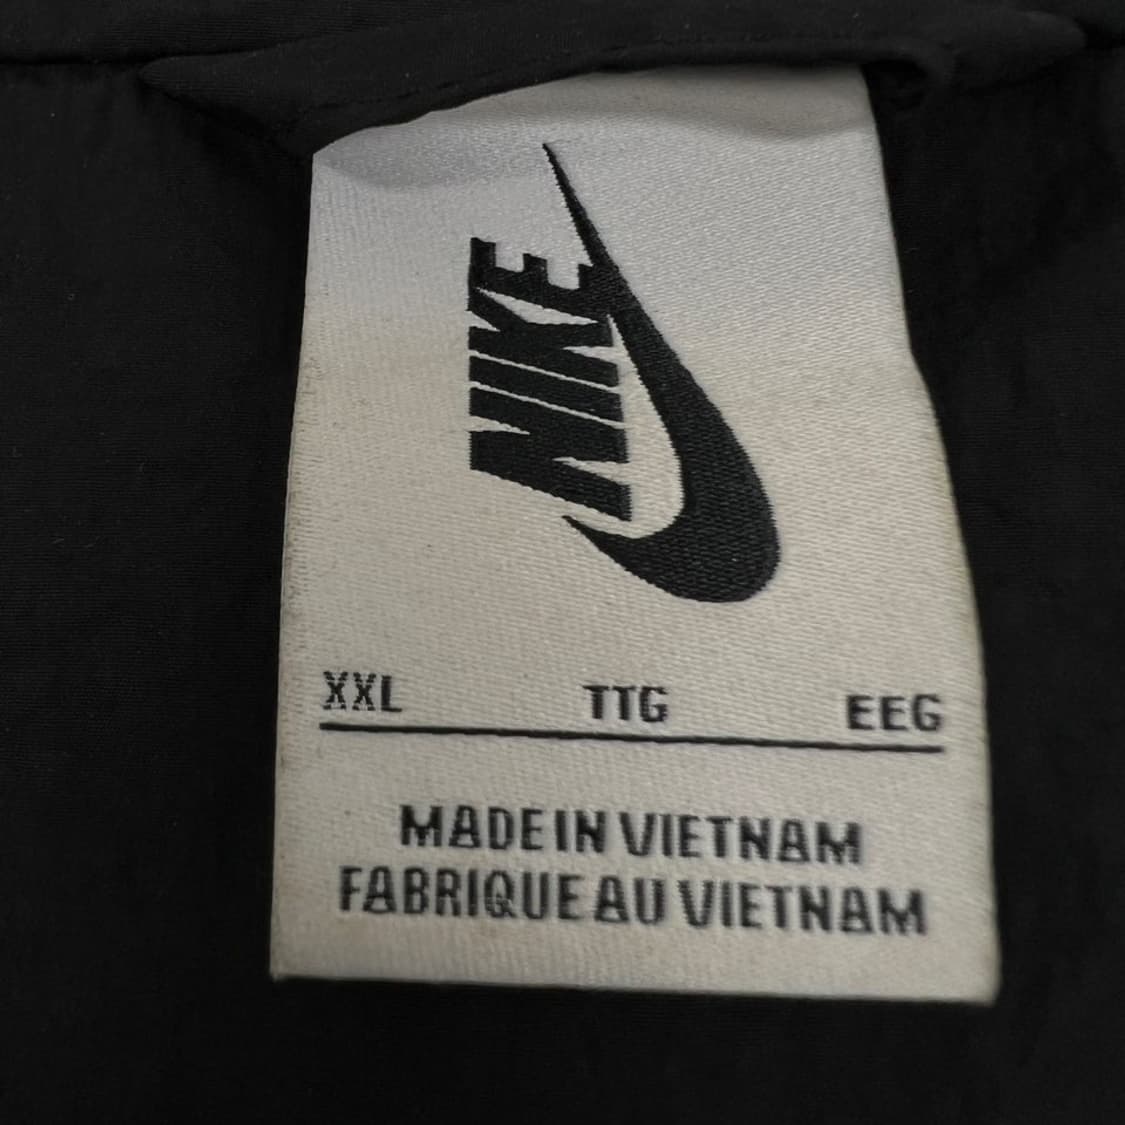 NIKE
XXL TTG EEG
MADE IN VIETNAM
FABRIQUE AU VIETNAM